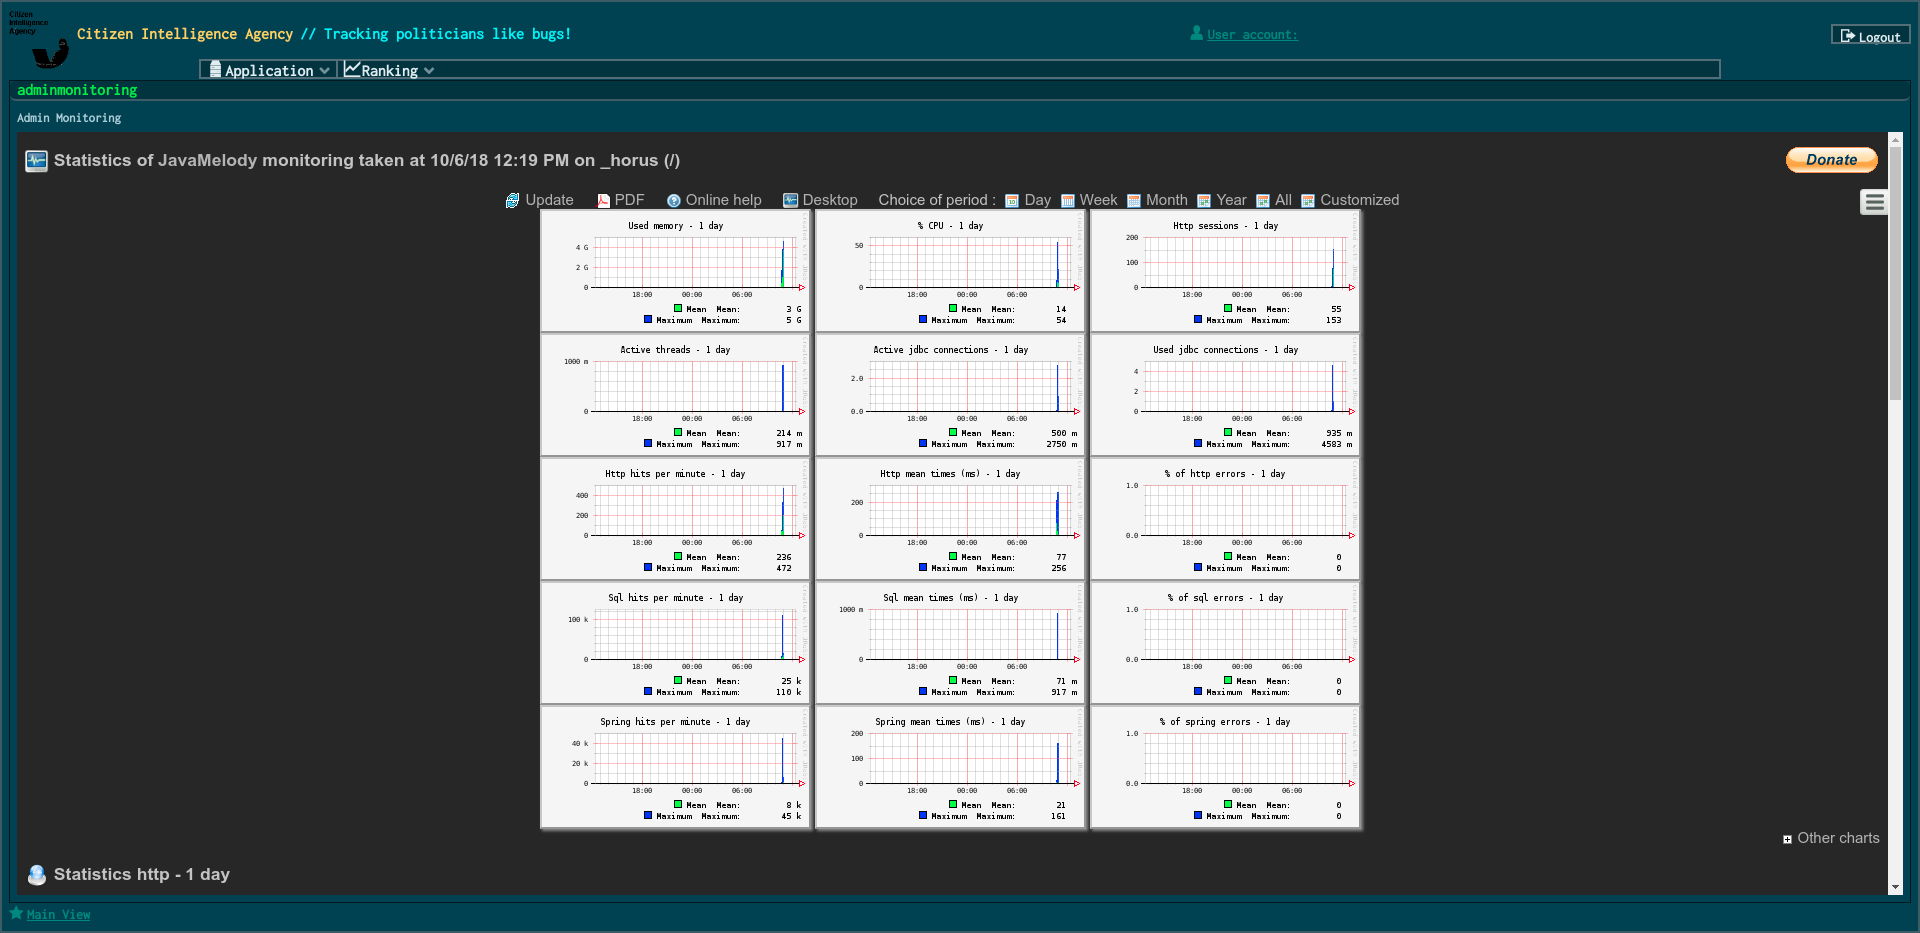 Citizen
Intelligence
Agency
Citizen Intelligence Agency // Tracking politicians like bugs!
User account:
Logout
Application
Ranking
adminmonitoring
Admin Monitoring
Statistics of JavaMelody monitoring taken at 10/6/18 12:19 PM on _horus (/)
Donate
Update PDF Online help Desktop Choice of period : Day Week Month Year All Customized
Used memory - 1 day
4 G
2 G
0
18:00 00:00 06:00
Mean Mean: 3 G
Maximum Maximum: 5 G
% CPU - 1 day
50
0
18:00 00:00 06:00
Mean Mean: 14
Maximum Maximum: 54
Http sessions - 1 day
200
100
0
18:00 00:00 06:00
Mean Mean: 55
Maximum Maximum: 153
Active threads - 1 day
1000 m
0
18:00 00:00 06:00
Mean Mean: 214 m
Maximum Maximum: 917 m
Active jdbc connections - 1 day
2.0
0.0
18:00 00:00 06:00
Mean Mean: 500 m
Maximum Maximum: 2750 m
Used jdbc connections - 1 day
4
2
0
18:00 00:00 06:00
Mean Mean: 935 m
Maximum Maximum: 4583 m
Http hits per minute - 1 day
400
200
0
18:00 00:00 06:00
Mean Mean: 236
Maximum Maximum: 472
Http mean times (ms) - 1 day
200
0
18:00 00:00 06:00
Mean Mean: 77
Maximum Maximum: 256
% of http errors - 1 day
1.0
0.0
18:00 00:00 06:00
Mean Mean: 0
Maximum Maximum: 0
Sql hits per minute - 1 day
100 k
0
18:00 00:00 06:00
Mean Mean: 25 k
Maximum Maximum: 110 k
Sql mean times (ms) - 1 day
1000 m
0
18:00 00:00 06:00
Mean Mean: 71 m
Maximum Maximum: 917 m
% of sql errors - 1 day
1.0
0.0
18:00 00:00 06:00
Mean Mean: 0
Maximum Maximum: 0
Spring hits per minute - 1 day
40 k
20 k
0
18:00 00:00 06:00
Mean Mean: 8 k
Maximum Maximum: 45 k
Spring mean times (ms) - 1 day
200
100
0
18:00 00:00 06:00
Mean Mean: 21
Maximum Maximum: 161
% of spring errors - 1 day
1.0
0.0
18:00 00:00 06:00
Mean Mean: 0
Maximum Maximum: 0
Other charts
Statistics http - 1 day
Main View